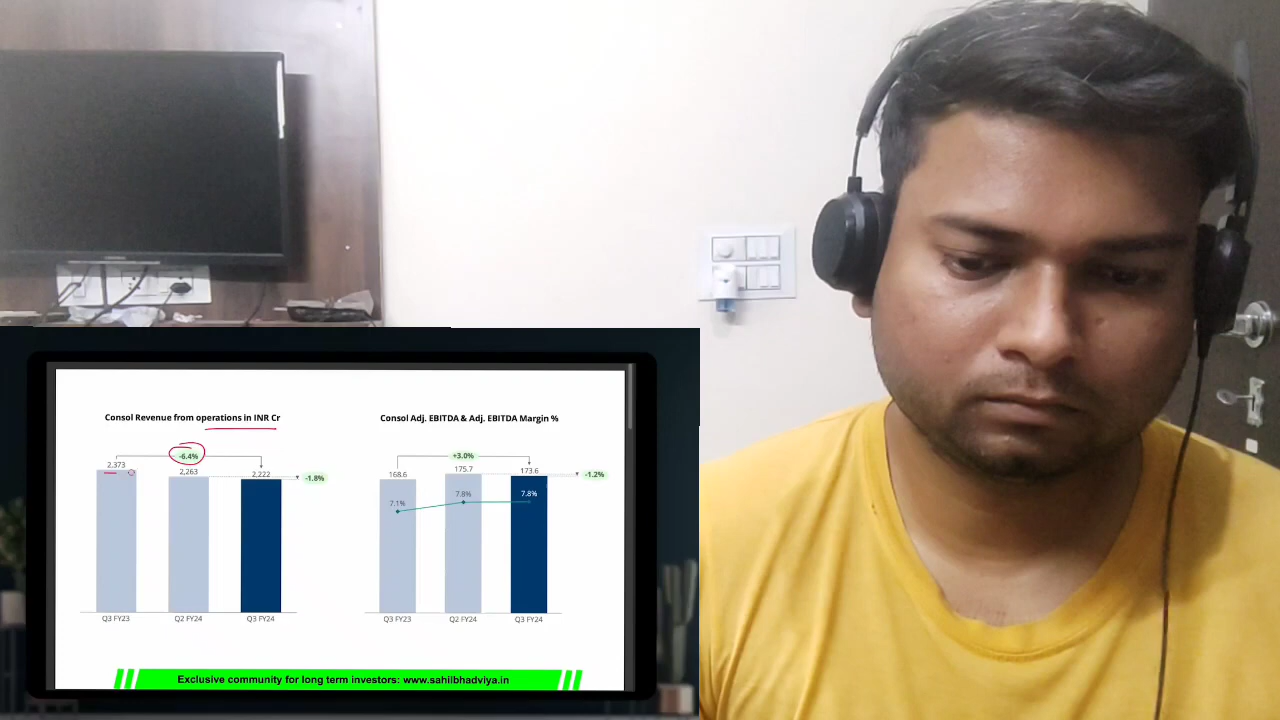 Consol Revenue from operations in INR Cr
-6.4%
2,373
2,263
2,222
-1.8%
Q3 FY23
Q2 FY24
Q3 FY24
Consol Adj. EBITDA & Adj. EBITDA Margin %
+3.0%
168.6
175.7
173.6
-1.2%
7.1%
7.8%
7.8%
Q3 FY23
Q2 FY24
Q3 FY24
Exclusive community for long term investors: www.sahilbhadviya.in